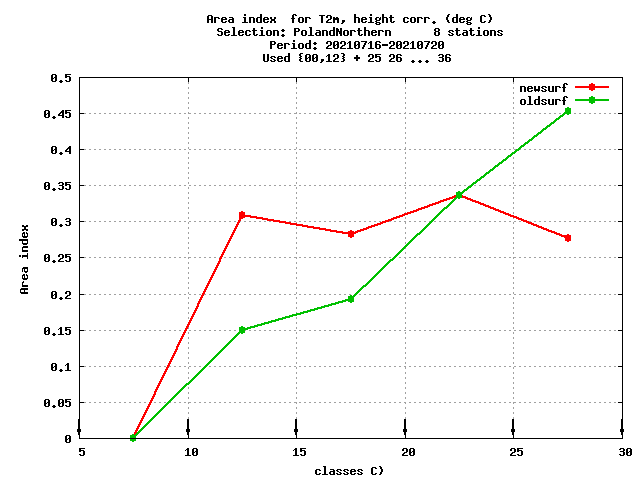 Area index  for T2m, height corr. (deg C)
Selection: PolandNorthern      8 stations
Period: 20210716-20210720
Used {00,12} + 25 26 ... 36
newsurf
oldsurf
0.5
0.45
0.4
0.35
0.3
0.25
0.2
0.15
0.1
0.05
0
Area index
5 10 15 20 25 30
classes C)